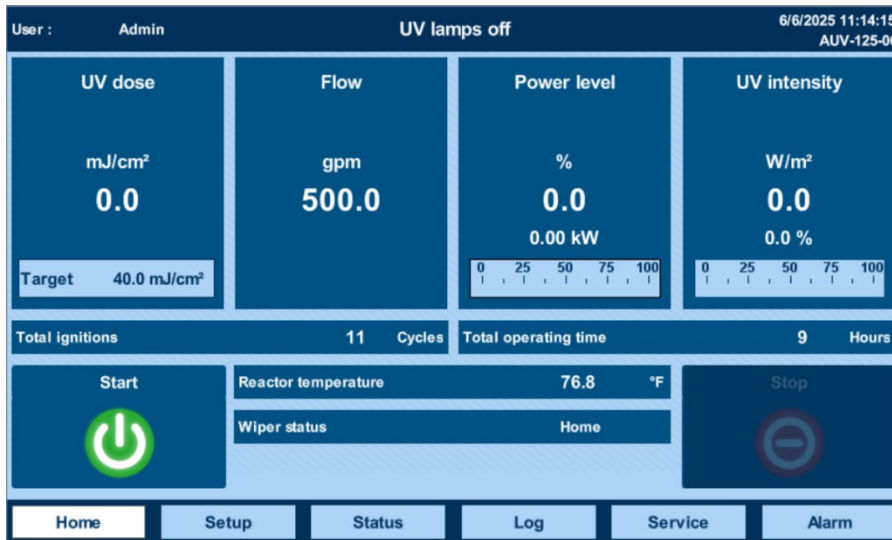 User : Admin UV lamps off 6/6/2025 11:14:15
AUV-125-0
UV dose Flow Power level UV intensity
mJ/cm² gpm % W/m²
0.0 500.0 0.0 0.0
0.00 kW 0.0 %
Target 40.0 mJ/cm²
0 25 50 75 100
0 25 50 75 100
Total ignitions 11 Cycles Total operating time 9 Hours
Start Reactor temperature 76.8 °F Stop
Wiper status Home
Home Setup Status Log Service Alarm